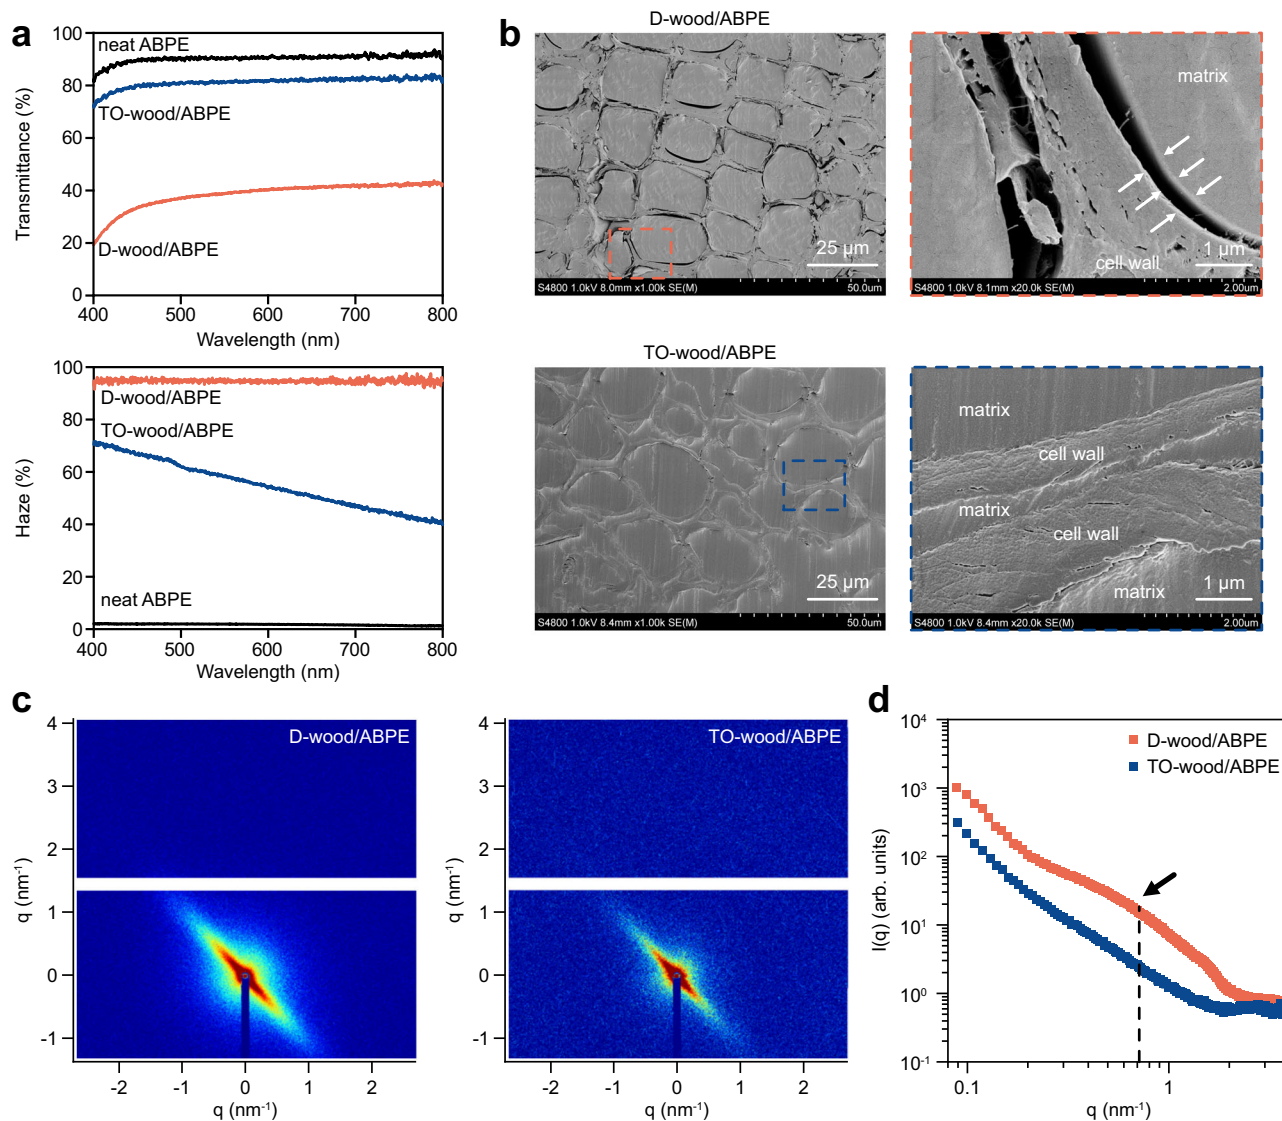 a
100
80
60
40
20
0
Transmittance (%)
neat ABPE
TO-wood/ABPE
D-wood/ABPE
400
500
600
700
800
Wavelength (nm)
100
80
60
40
20
0
Haze (%)
D-wood/ABPE
TO-wood/ABPE
neat ABPE
400
500
600
700
800
Wavelength (nm)
b
D-wood/ABPE
25 µm
S4800 1.0kV 8.0mm x1.00k SE(M)
50.0um
matrix
cell wall
1 µm
S4800 1.0kV 8.1mm x20.0k SE(M)
2.00um
TO-wood/ABPE
25 µm
S4800 1.0kV 8.4mm x1.00k SE(M)
50.0um
matrix
cell wall
matrix
cell wall
matrix
1 µm
S4800 1.0kV 8.4mm x20.0k SE(M)
2.00um
c
D-wood/ABPE
4
3
2
1
0
-1
q (nm⁻¹)
q (nm⁻¹)
-2
-1
0
1
2
q (nm⁻¹)
TO-wood/ABPE
4
3
2
1
0
-1
q (nm⁻¹)
q (nm⁻¹)
-2
-1
0
1
2
q (nm⁻¹)
d
10⁴
10³
10²
10¹
10⁰
10⁻¹
I(q) (arb. units)
D-wood/ABPE
TO-wood/ABPE
0.1
1
q (nm⁻¹)